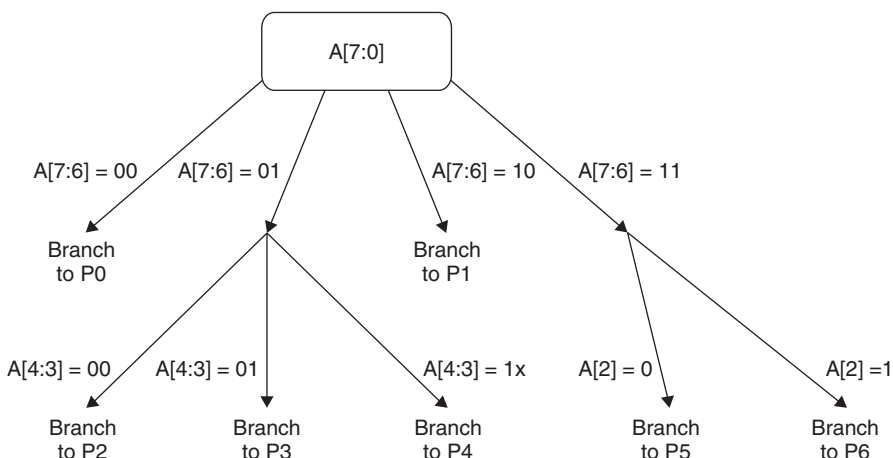 A[7:0]
A[7:6] = 00
A[7:6] = 01
A[7:6] = 10
A[7:6] = 11
Branch
to P0
Branch
to P1
A[4:3] = 00
A[4:3] = 01
A[4:3] = 1x
A[2] = 0
A[2] =1
Branch
to P2
Branch
to P3
Branch
to P4
Branch
to P5
Branch
to P6